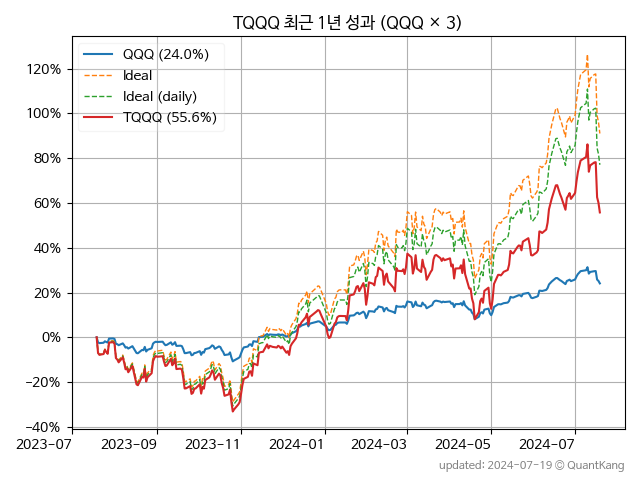 TQQQ 최근 1년 성과 (QQQ × 3)
QQQ (24.0%)
Ideal
Ideal (daily)
TQQQ (55.6%)
120%
100%
80%
60%
40%
20%
0%
−20%
−40%
2023-07 2023-09 2023-11 2024-01 2024-03 2024-05 2024-07
updated: 2024-07-19 © QuantKang